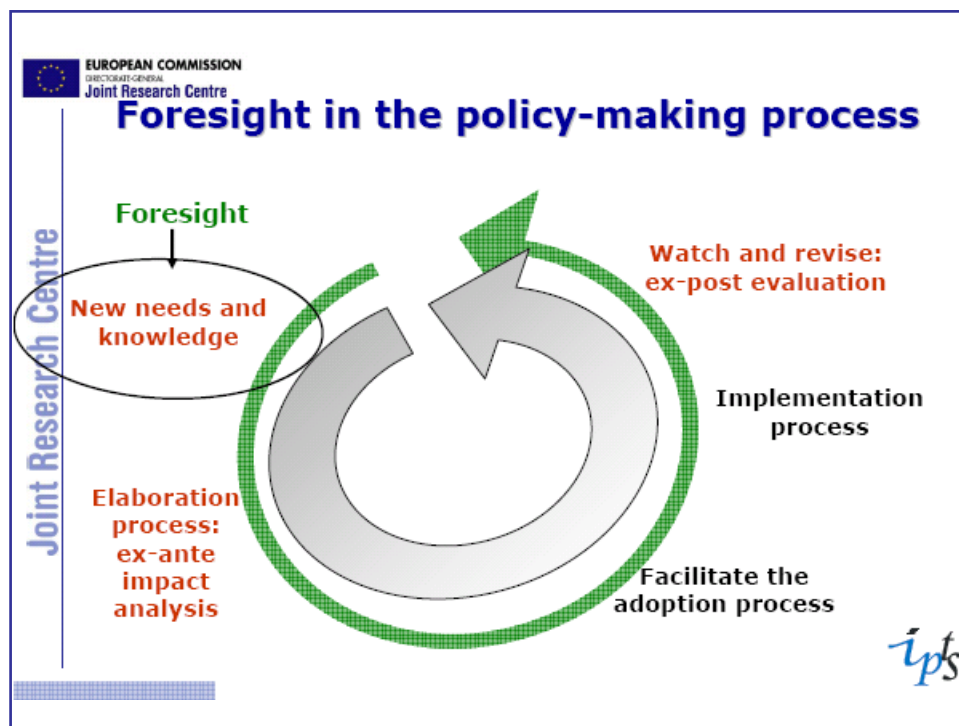 EUROPEAN COMMISSION
DIRECTORATE-GENERAL
Joint Research Centre
Foresight in the policy-making process
Joint Research Centre
Foresight
New needs and
knowledge
Elaboration
process:
ex-ante
impact
analysis
Watch and revise:
ex-post evaluation
Implementation
process
Facilitate the
adoption process
ipts